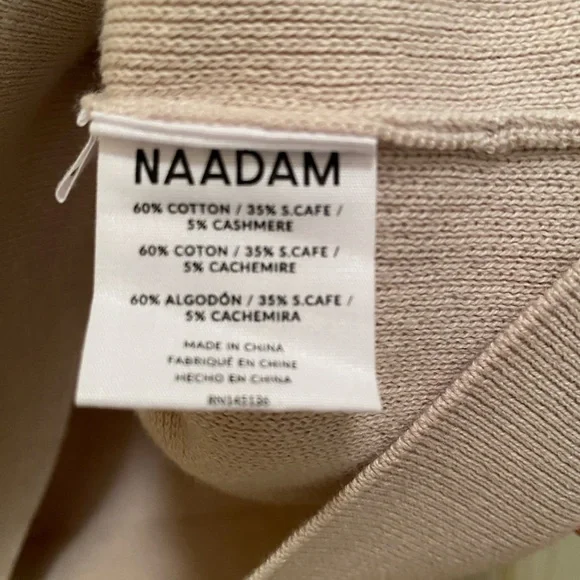 NAADAM
60% COTTON / 35% S.CAFE /
5% CASHMERE
60% COTON / 35% S.CAFE /
5% CACHEMIRE
60% ALGODÓN / 35% S.CAFE /
5% CACHEMIRA
MADE IN CHINA
FABRIQUÉ EN CHINE
HECHO EN CHINA